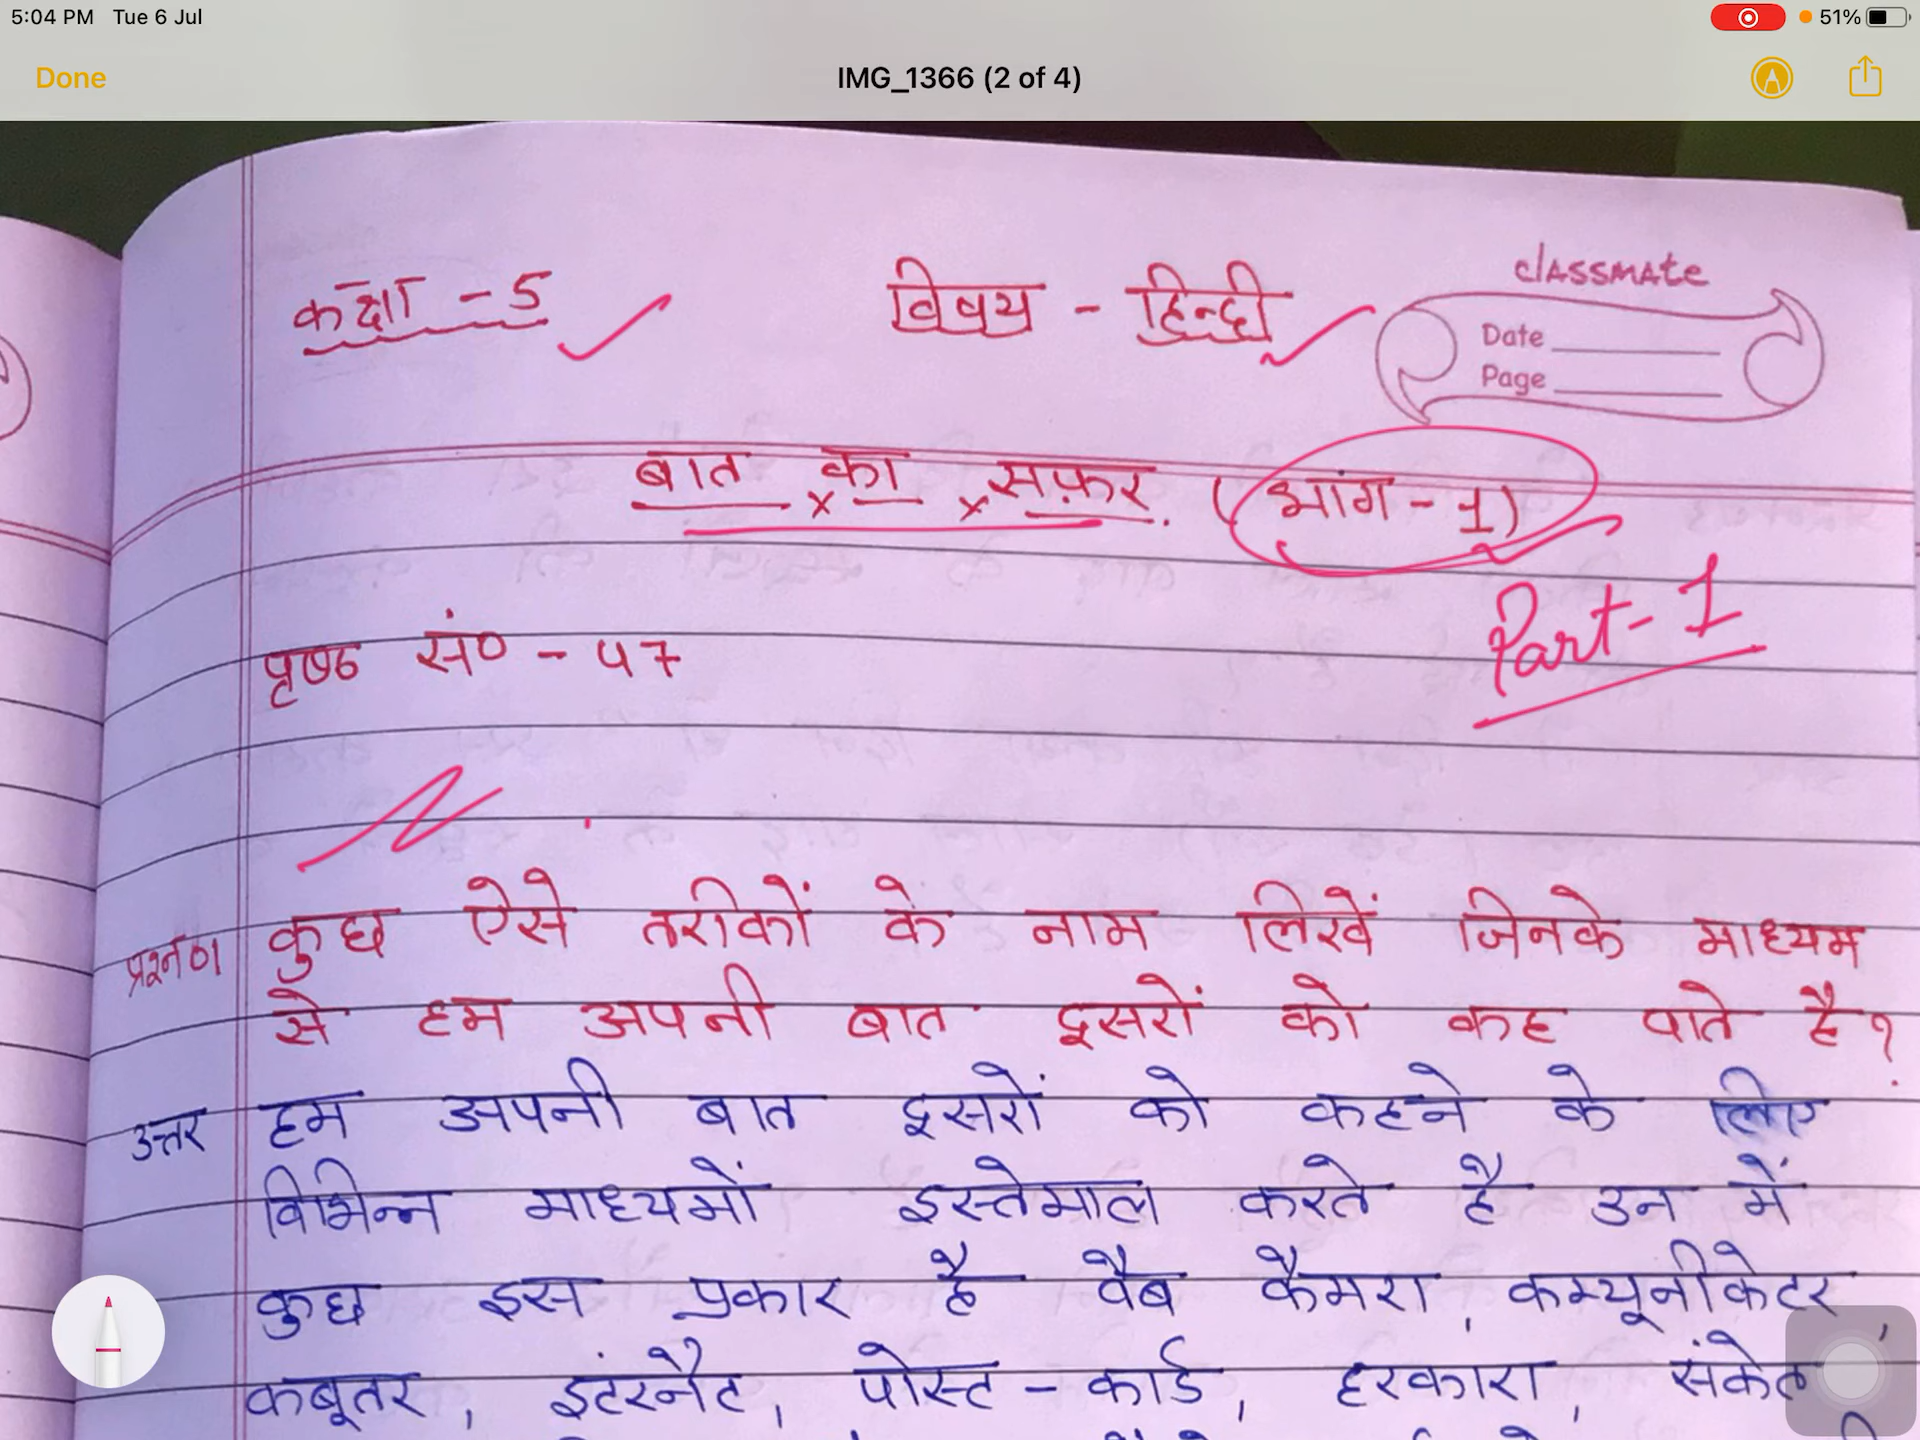 5:04 PM Tue 6 Jul
51%
Done
IMG_1366 (2 of 4)
classmate
Date
Page
कक्षा - 5
विषय - हिन्दी
बात का सफ़र. (भांग - 1)
Part - 1
पृष्ठ सं० - ५७
प्रश्न०१ कुछ ऐसे तरीकों के नाम लिखें जिनके माध्यम
से हम अपनी बात दूसरों को कह पाते है?
उत्तर हम अपनी बात दूसरों को कहने के लिए
विभिन्न माध्यमों इस्तेमाल करते है उन में
कुछ इस प्रकार है वैब कैमरा, कम्यूनीकेटर,
कबूतर, इंटरनैट, पोस्ट-कार्ड, हरकारा, संकेत